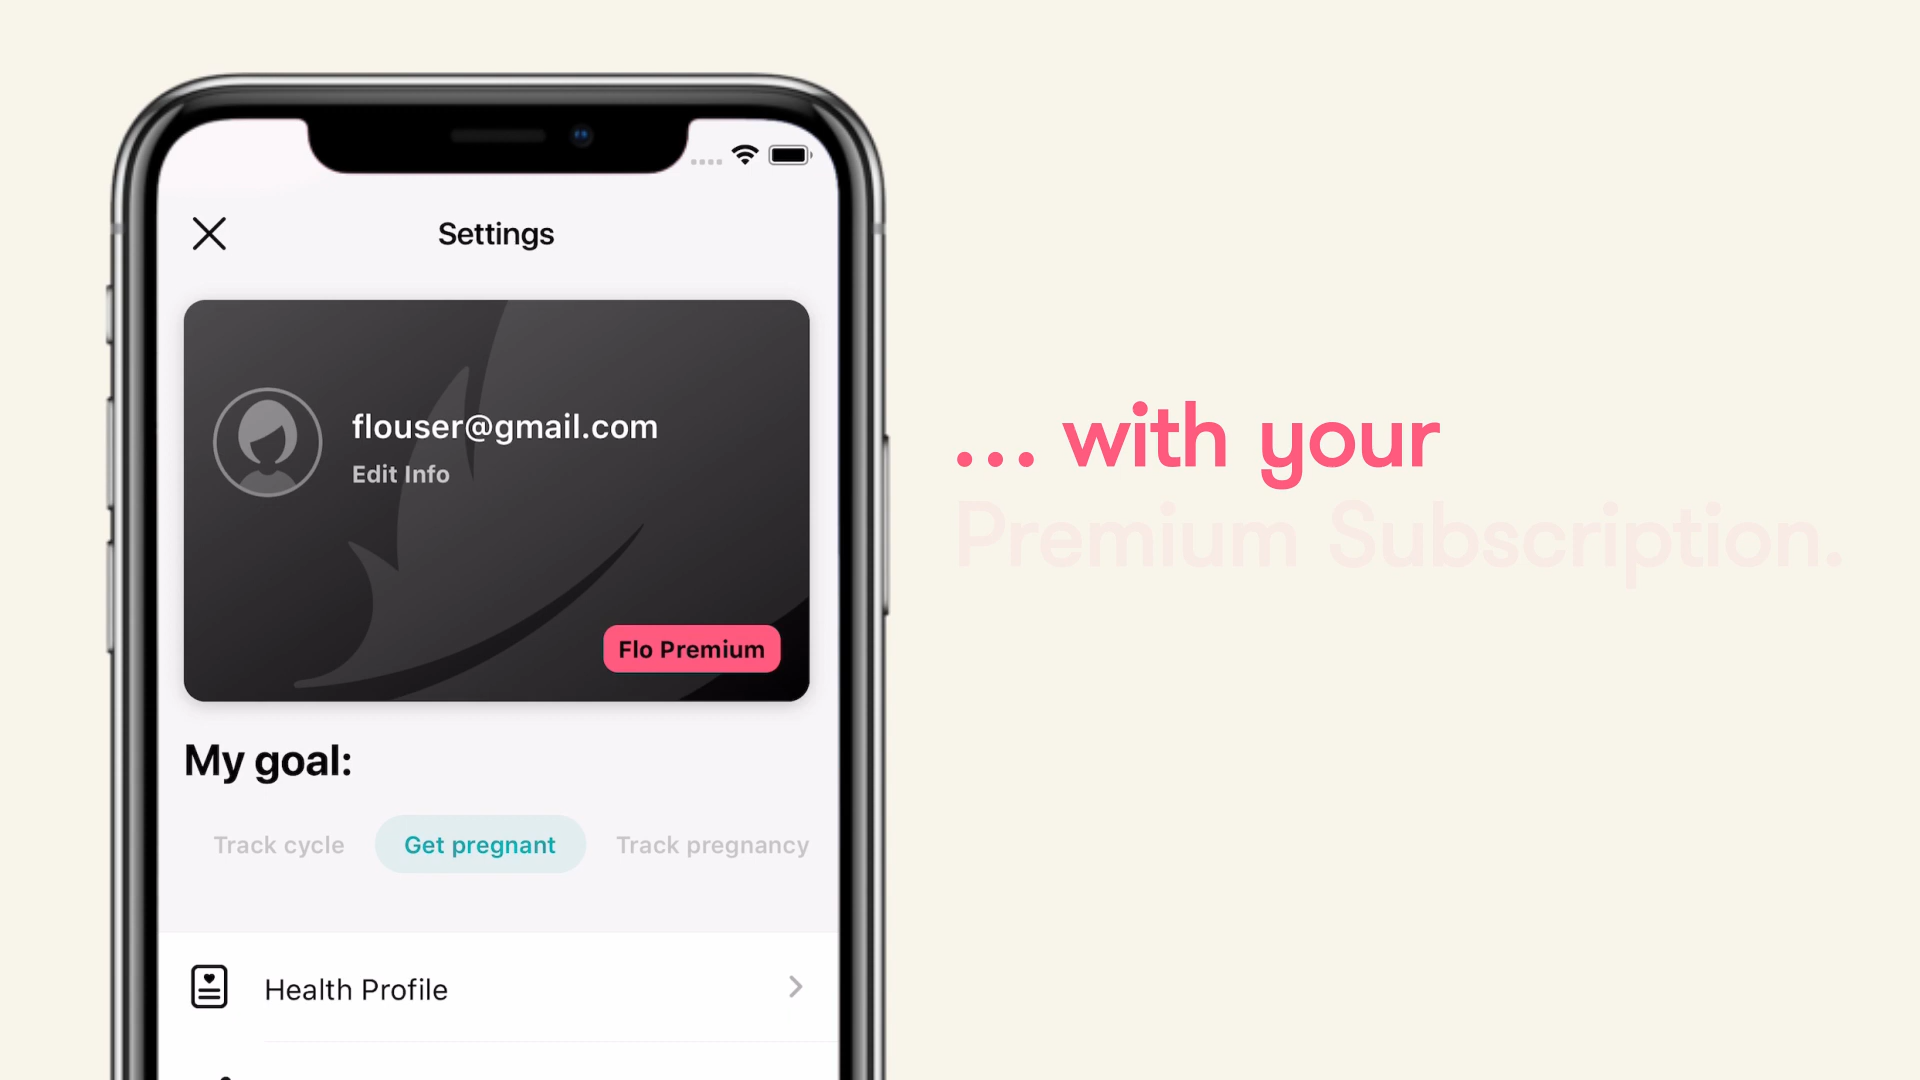 Settings
flouser@gmail.com
Edit Info
Flo Premium
My goal:
Track cycle
Get pregnant
Track pregnancy
Health Profile
... with your
Premium Subscription.